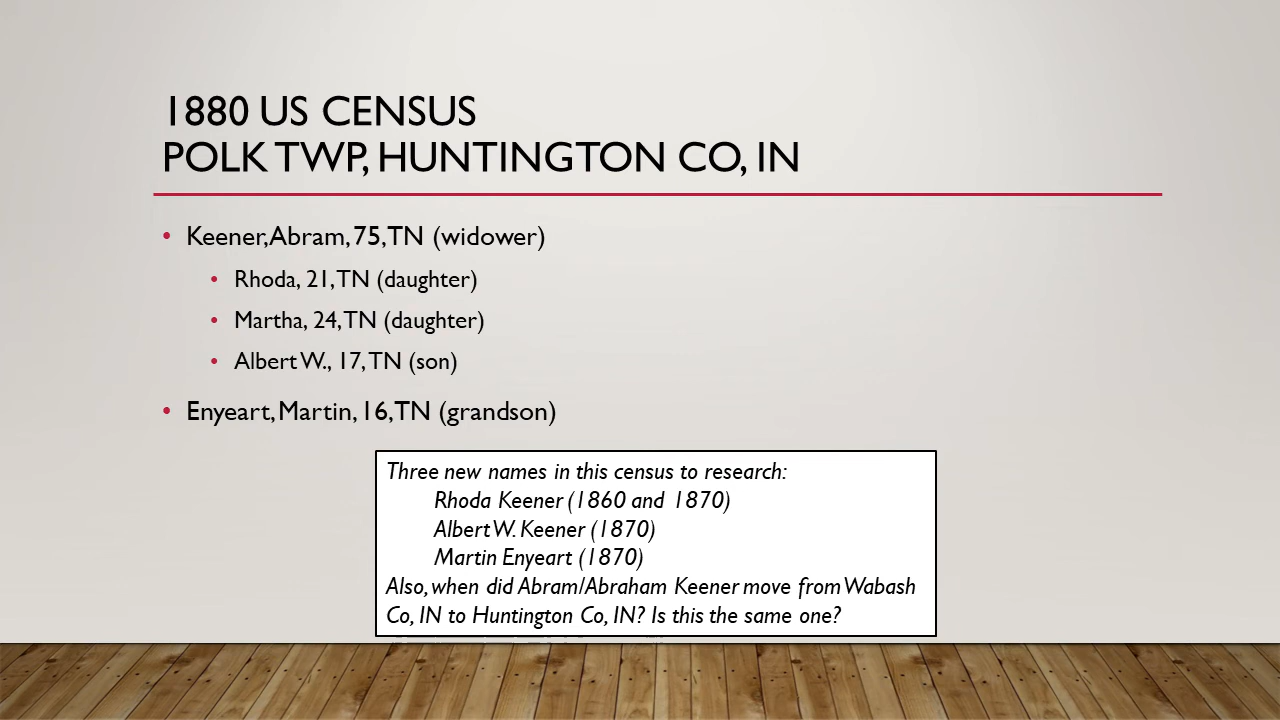 1880 US CENSUS
POLK TWP, HUNTINGTON CO, IN
• Keener, Abram, 75, TN (widower)
• Rhoda, 21, TN (daughter)
• Martha, 24, TN (daughter)
• Albert W., 17, TN (son)
• Enyeart, Martin, 16, TN (grandson)
Three new names in this census to research:
Rhoda Keener (1860 and 1870)
Albert W. Keener (1870)
Martin Enyeart (1870)
Also, when did Abram/Abraham Keener move from Wabash
Co, IN to Huntington Co, IN? Is this the same one?